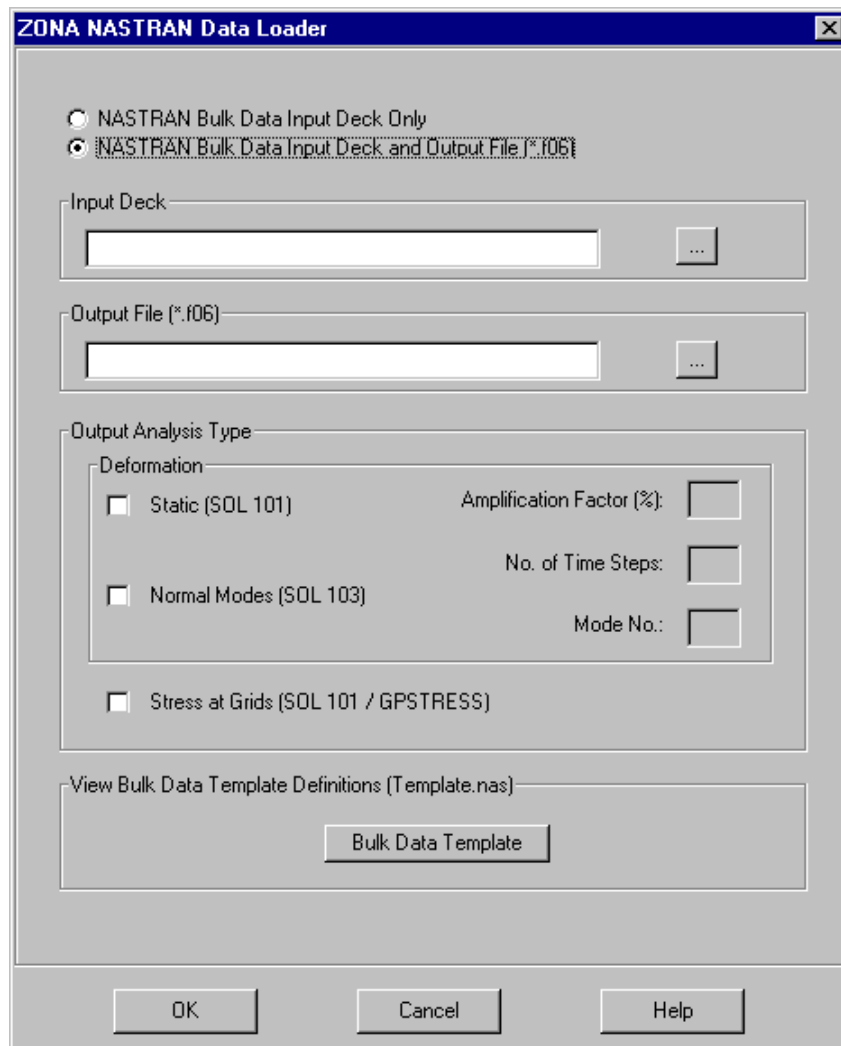 ZONA NASTRAN Data Loader
NASTRAN Bulk Data Input Deck Only
NASTRAN Bulk Data Input Deck and Output File (*.f06)
Input Deck
...
Output File (*.f06)
...
Output Analysis Type
Deformation
Static (SOL 101)
Amplification Factor (%):
No. of Time Steps:
Normal Modes (SOL 103)
Mode No.:
Stress at Grids (SOL 101 / GPSTRESS)
View Bulk Data Template Definitions (Template.nas)
Bulk Data Template
OK Cancel Help